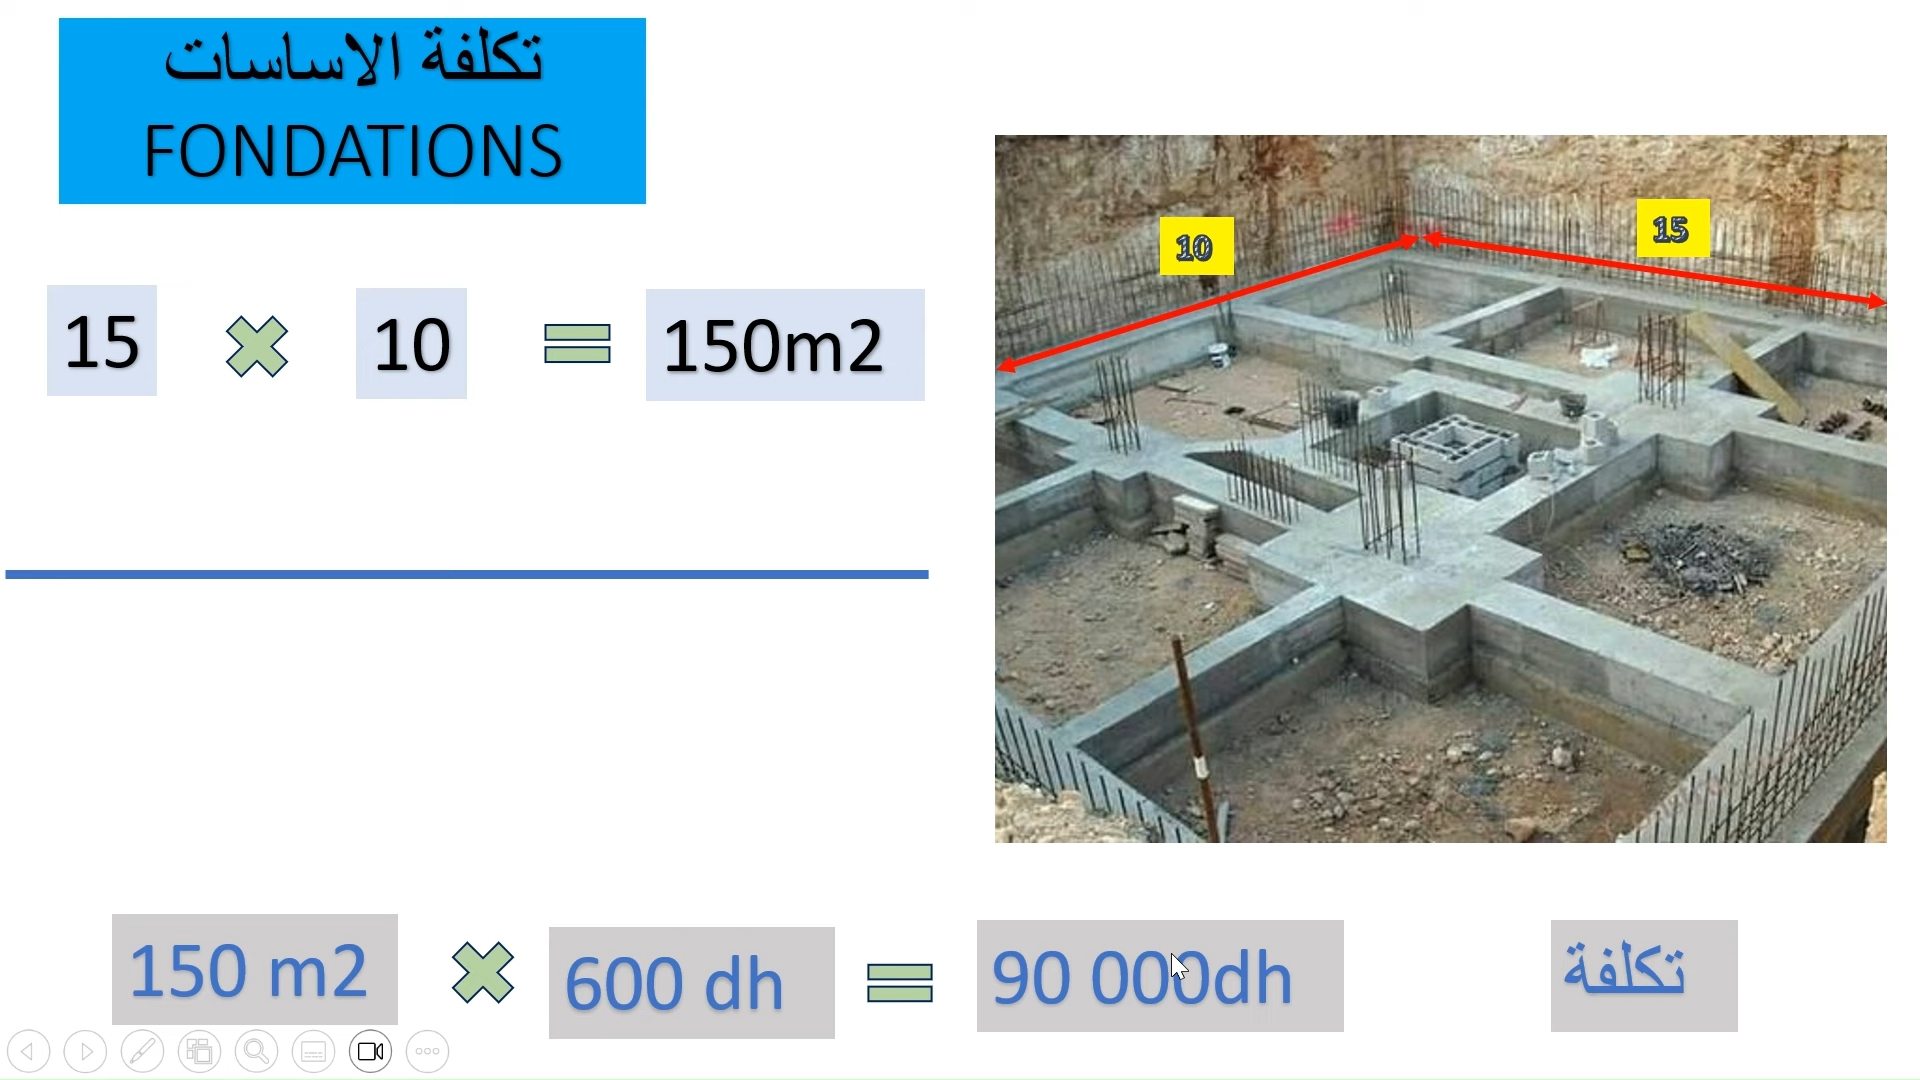 تكلفة الاساسات
FONDATIONS
10
15
15 × 10 = 150m2
150 m2 × 600 dh = 90 000dh
تكلفة